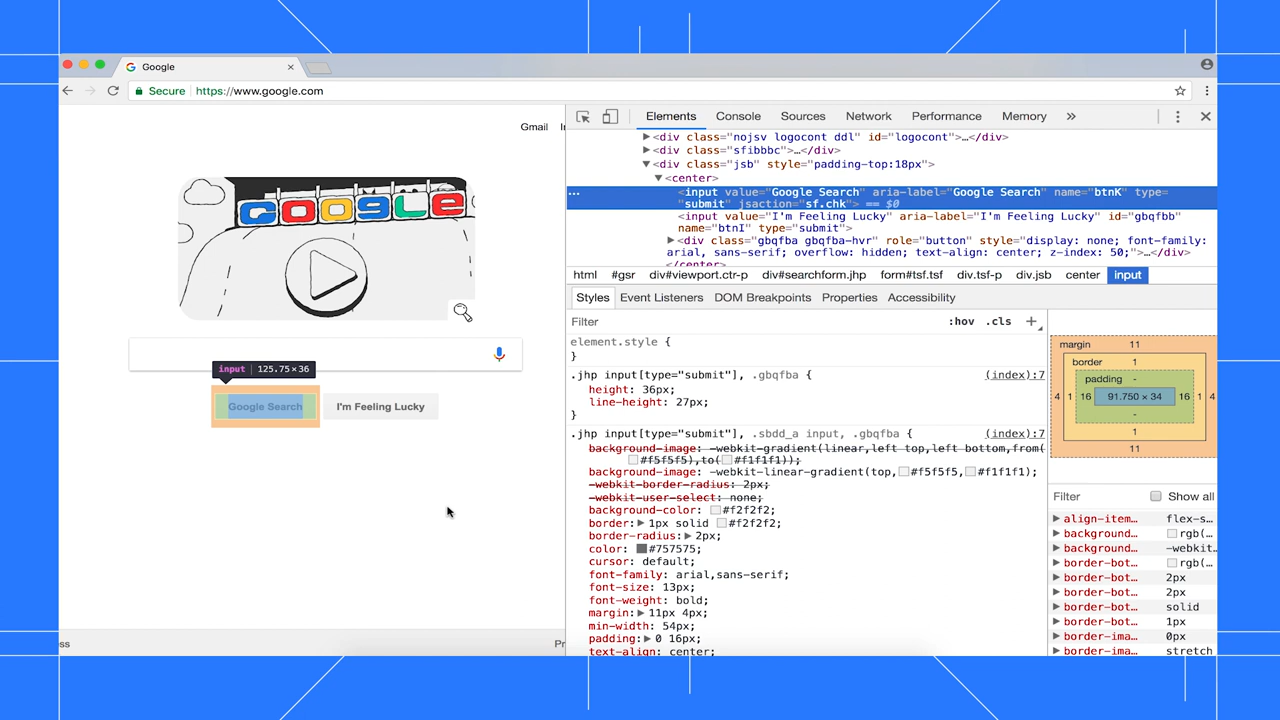 Google
Secure https://www.google.com
Gmail
GOOGLE
input 125.75×36
Google Search
I'm Feeling Lucky
ss
Pr
Elements Console Sources Network Performance Memory »
▶<div class="nojsv logocont ddl" id="logocont">…</div>
▶<div class="sfibbbc">…</div>
▼<div class="jsb" style="padding-top:18px">
▼<center>
<input value="Google Search" aria-label="Google Search" name="btnK" type=
"submit" jsaction="sf.chk"> == $0
<input value="I'm Feeling Lucky" aria-label="I'm Feeling Lucky" id="gbqfbb"
name="btnI" type="submit">
▶<div class="gbqfba gbqfba-hvr" role="button" style="display: none; font-family:
arial, sans-serif; overflow: hidden; text-align: center; z-index: 50;">…</div>
</center>
html #gsr div#viewport.ctr-p div#searchform.jhp form#tsf.tsf div.tsf-p div.jsb center input
Styles Event Listeners DOM Breakpoints Properties Accessibility
Filter :hov .cls +
element.style {
}
.jhp input[type="submit"], .gbqfba { (index):7
height: 36px;
line-height: 27px;
}
.jhp input[type="submit"], .sbdd_a input, .gbqfba { (index):7
background-image: -webkit-gradient(linear,left top,left bottom,from(
#f5f5f5),to(#f1f1f1));
background-image: -webkit-linear-gradient(top,#f5f5f5,#f1f1f1);
-webkit-border-radius: 2px;
-webkit-user-select: none;
background-color: #f2f2f2;
border:▶1px solid #f2f2f2;
border-radius:▶2px;
color: #757575;
cursor: default;
font-family: arial,sans-serif;
font-size: 13px;
font-weight: bold;
margin:▶11px 4px;
min-width: 54px;
padding:▶0 16px;
text-align: center;
margin 11
border 1
padding -
4 1 16 91.750 × 34 16 1 4
-
1
11
Filter Show all
▶align-item… flex-s…
▶background… rgb(…
▶background… -webkit…
▶border-bot… rgb(…
▶border-bot… 2px
▶border-bot… 2px
▶border-bot… solid
▶border-bot… 1px
▶border-ima… 0px
▶border-ima… stretch